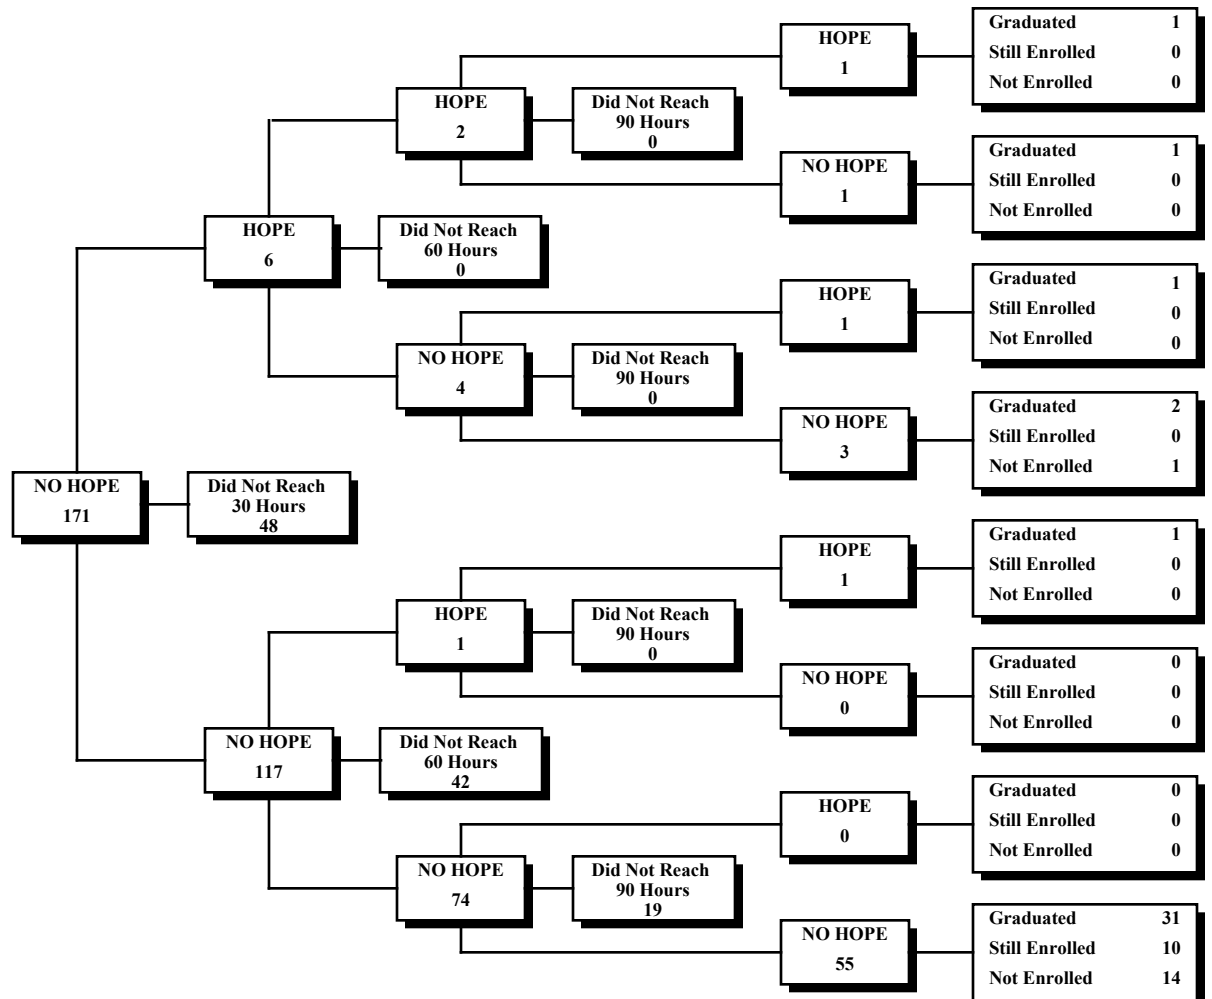 HOPE
1
Graduated 1
Still Enrolled 0
Not Enrolled 0
HOPE
2
Did Not Reach
90 Hours
0
NO HOPE
1
Graduated 1
Still Enrolled 0
Not Enrolled 0
HOPE
6
Did Not Reach
60 Hours
0
HOPE
1
Graduated 1
Still Enrolled 0
Not Enrolled 0
NO HOPE
4
Did Not Reach
90 Hours
0
NO HOPE
3
Graduated 2
Still Enrolled 0
Not Enrolled 1
NO HOPE
171
Did Not Reach
30 Hours
48
HOPE
1
Graduated 1
Still Enrolled 0
Not Enrolled 0
HOPE
1
Did Not Reach
90 Hours
0
NO HOPE
0
Graduated 0
Still Enrolled 0
Not Enrolled 0
NO HOPE
117
Did Not Reach
60 Hours
42
HOPE
0
Graduated 0
Still Enrolled 0
Not Enrolled 0
NO HOPE
74
Did Not Reach
90 Hours
19
NO HOPE
55
Graduated 31
Still Enrolled 10
Not Enrolled 14